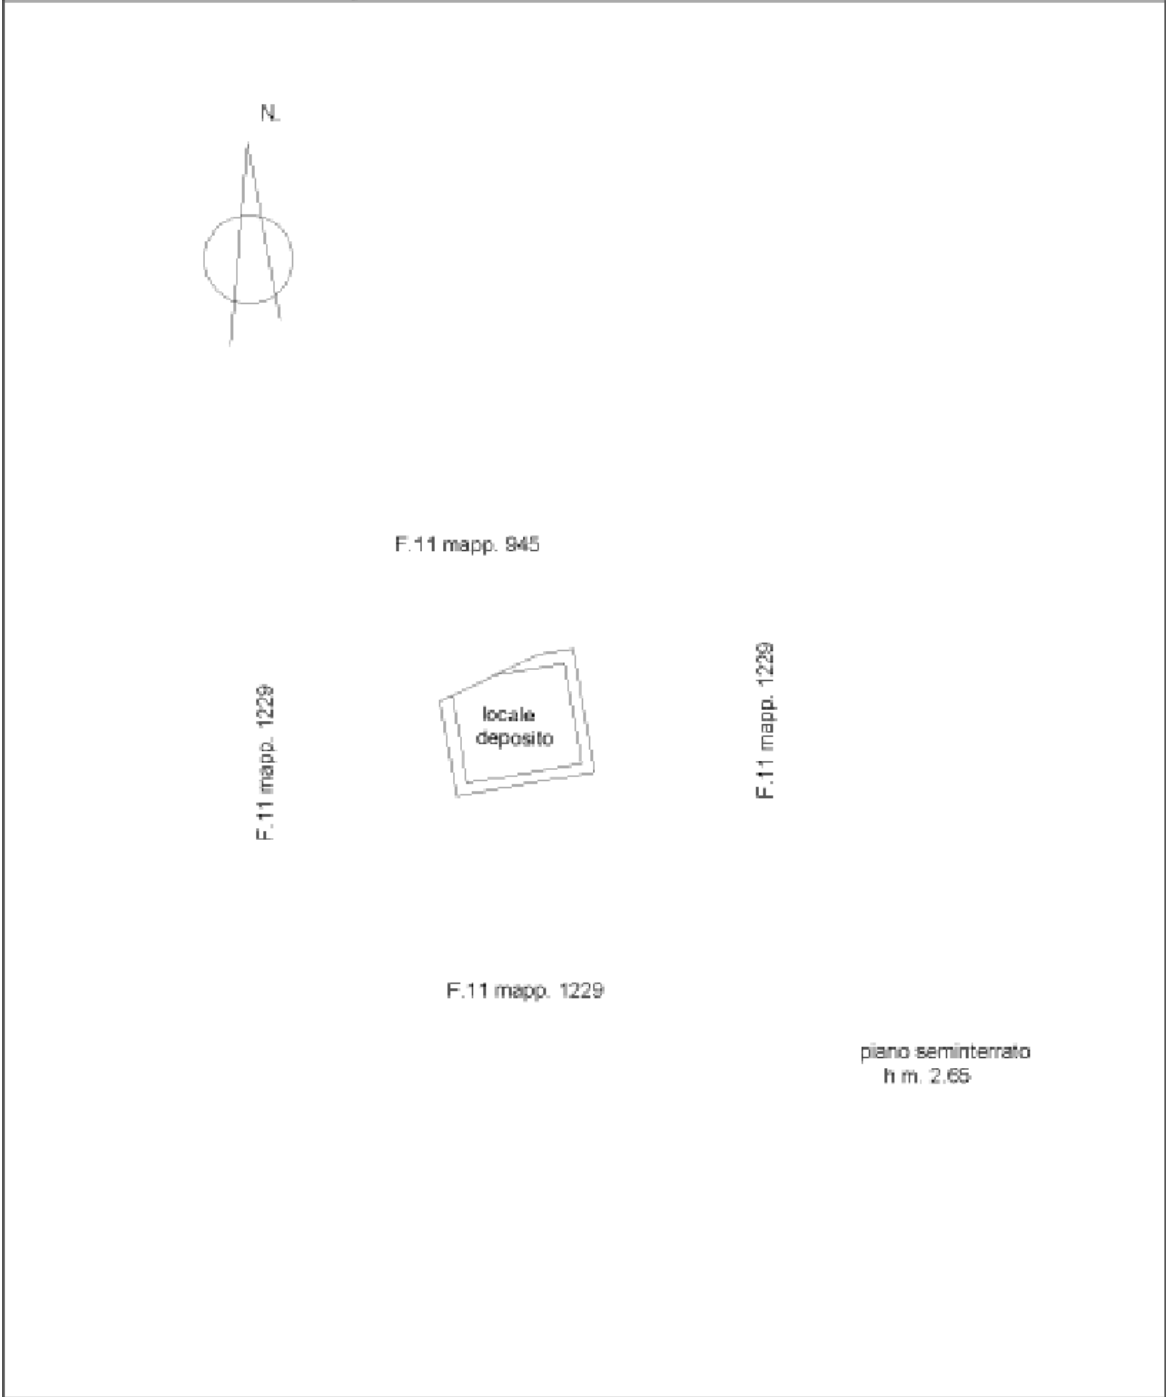 N.
F.11 mapp. 945
F.11 mapp. 1229
F.11 mapp. 1229
locale
deposito
F.11 mapp. 1229
piano seminterrato
h m. 2.65